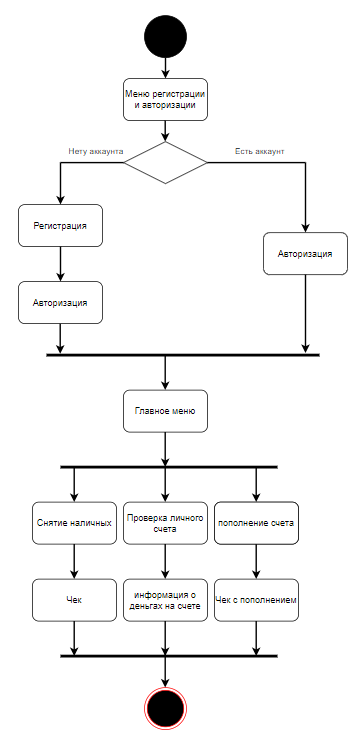 Меню регистрации
и авторизации
Нету аккаунта
Есть аккаунт
Регистрация
Авторизация
Авторизация
Главное меню
Снятие наличных
Проверка личного
счета
пополнение счета
Чек
информация о
деньгах на счете
Чек с пополнением